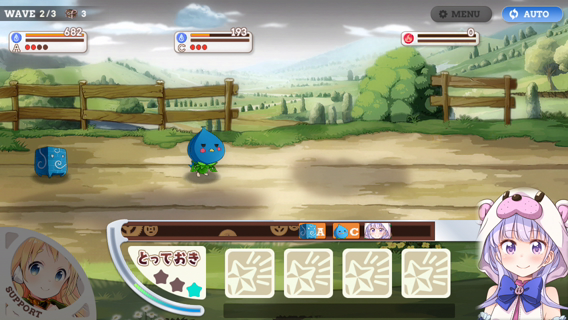 WAVE 2/3 3
MENU
AUTO
682
A
193
C
0
A C
とっておき
SUPPORT